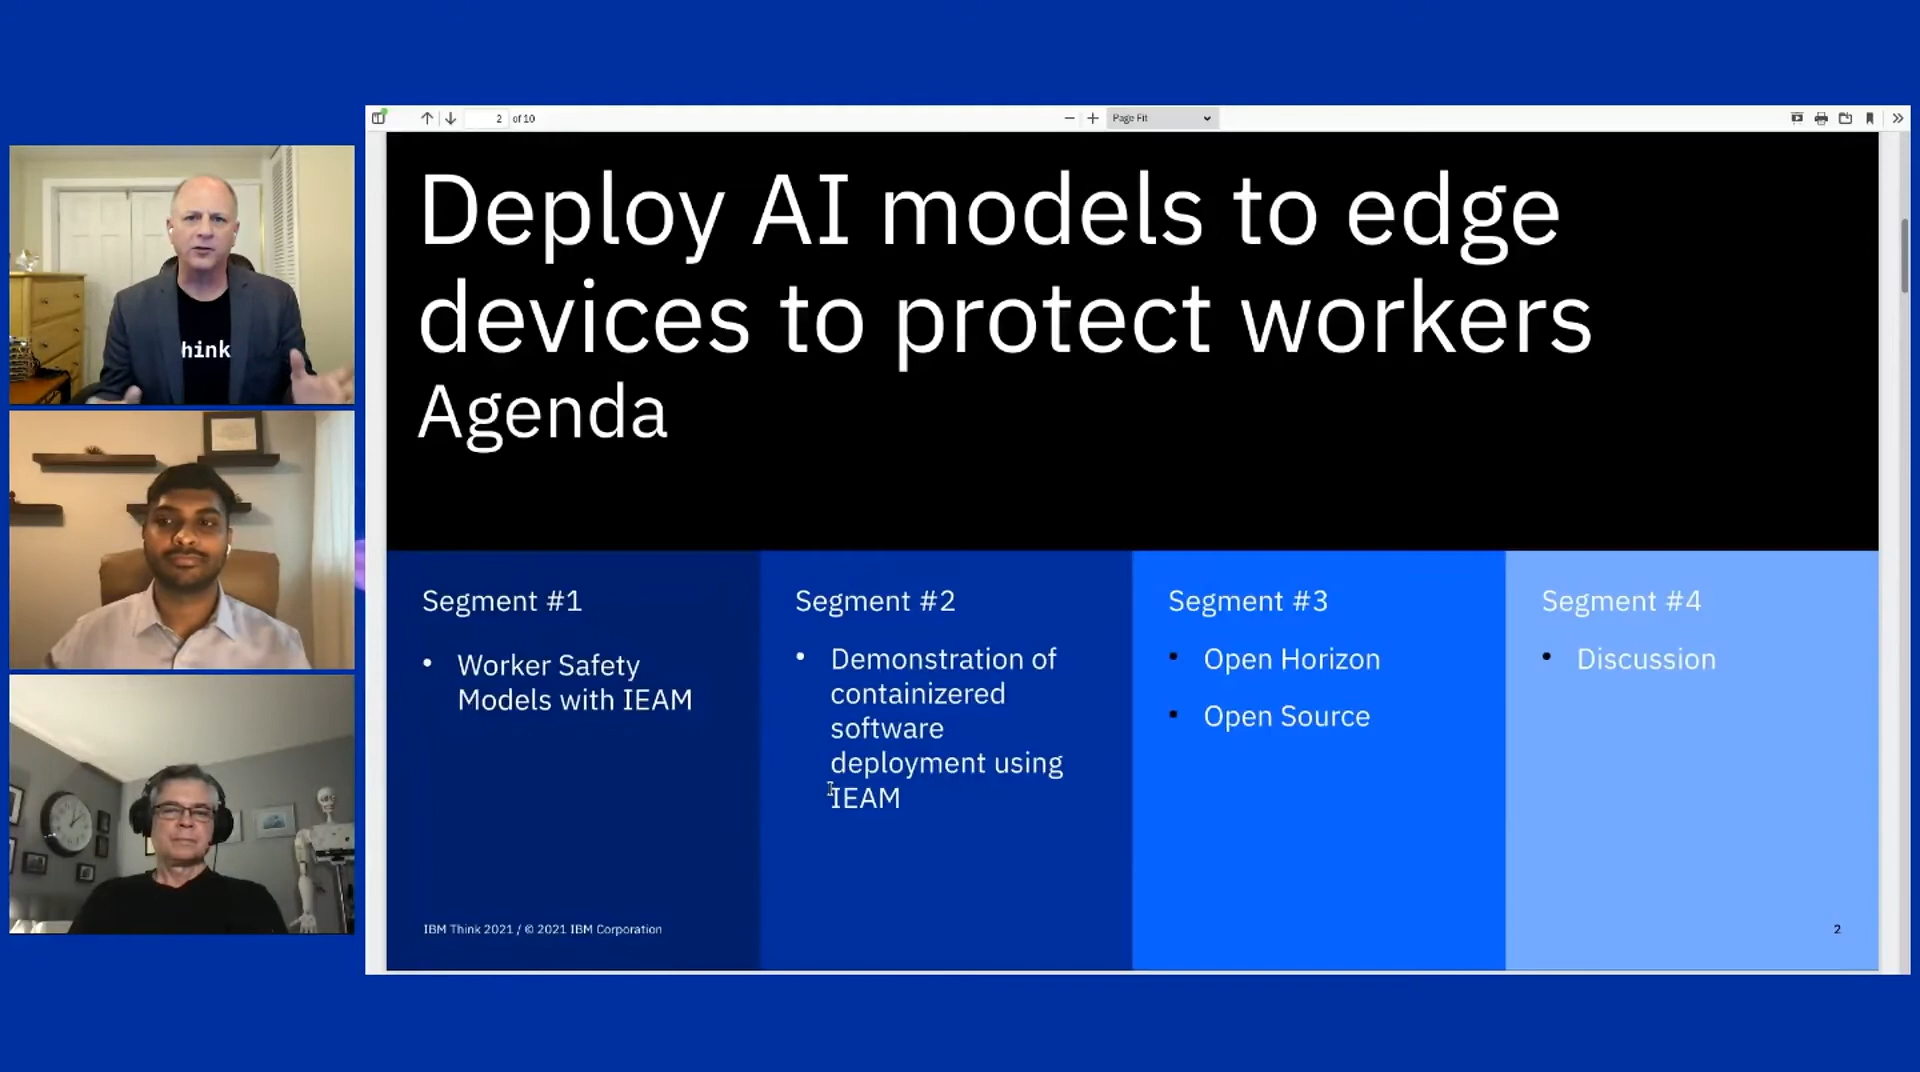 2 of 10
Page Fit
Deploy AI models to edge
devices to protect workers
Agenda
hink
Segment #1
• Worker Safety
Models with IEAM
Segment #2
• Demonstration of
containizered
software
deployment using
IEAM
Segment #3
• Open Horizon
• Open Source
Segment #4
• Discussion
IBM Think 2021 / © 2021 IBM Corporation
2